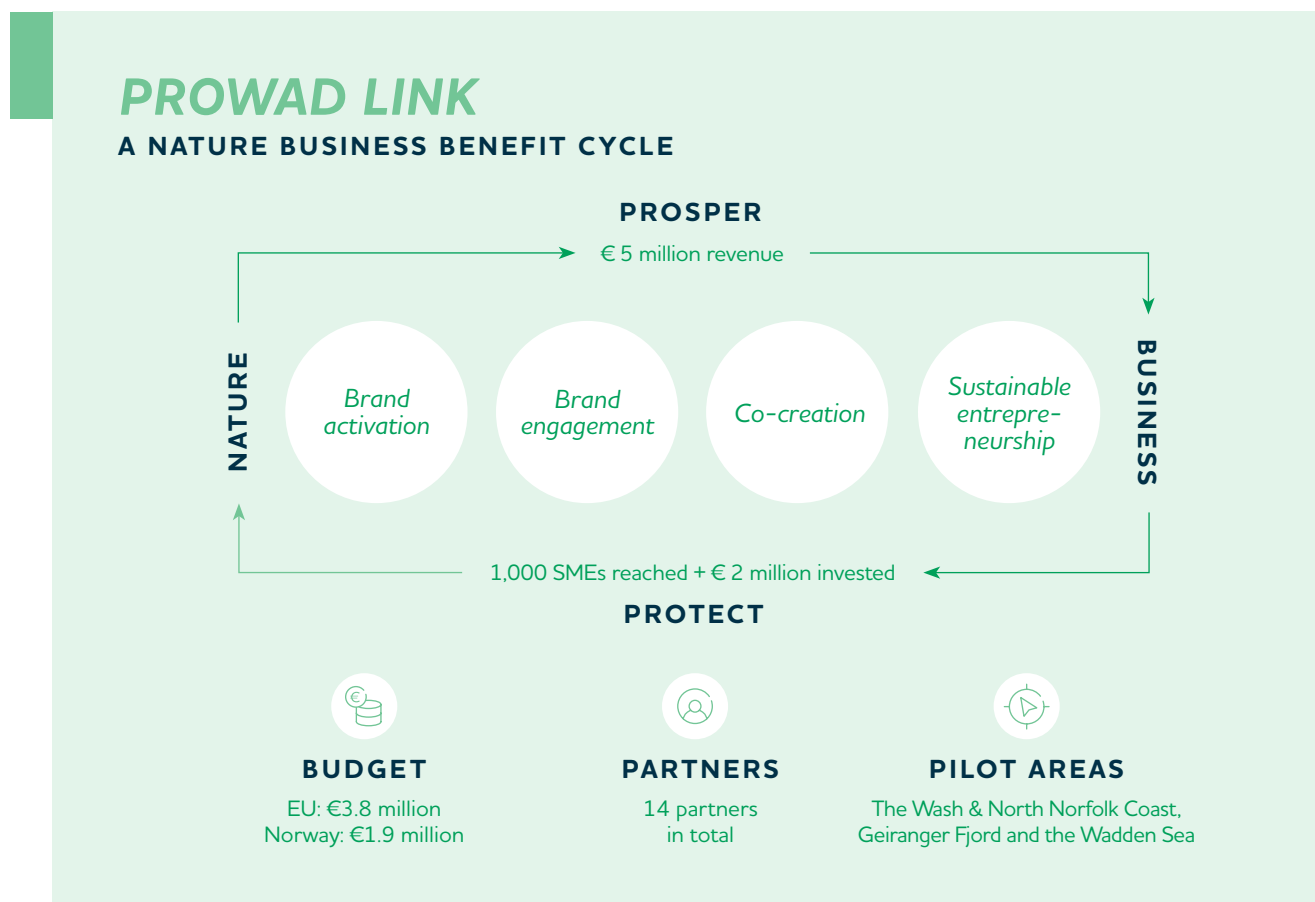 PROWAD LINK
A NATURE BUSINESS BENEFIT CYCLE
PROSPER
€ 5 million revenue
NATURE
Brand
activation
Brand
engagement
Co-creation
Sustainable
entrepre-
neurship
BUSINESS
1,000 SMEs reached + € 2 million invested
PROTECT
€
BUDGET
EU: €3.8 million
Norway: €1.9 million
PARTNERS
14 partners
in total
PILOT AREAS
The Wash & North Norfolk Coast,
Geiranger Fjord and the Wadden Sea